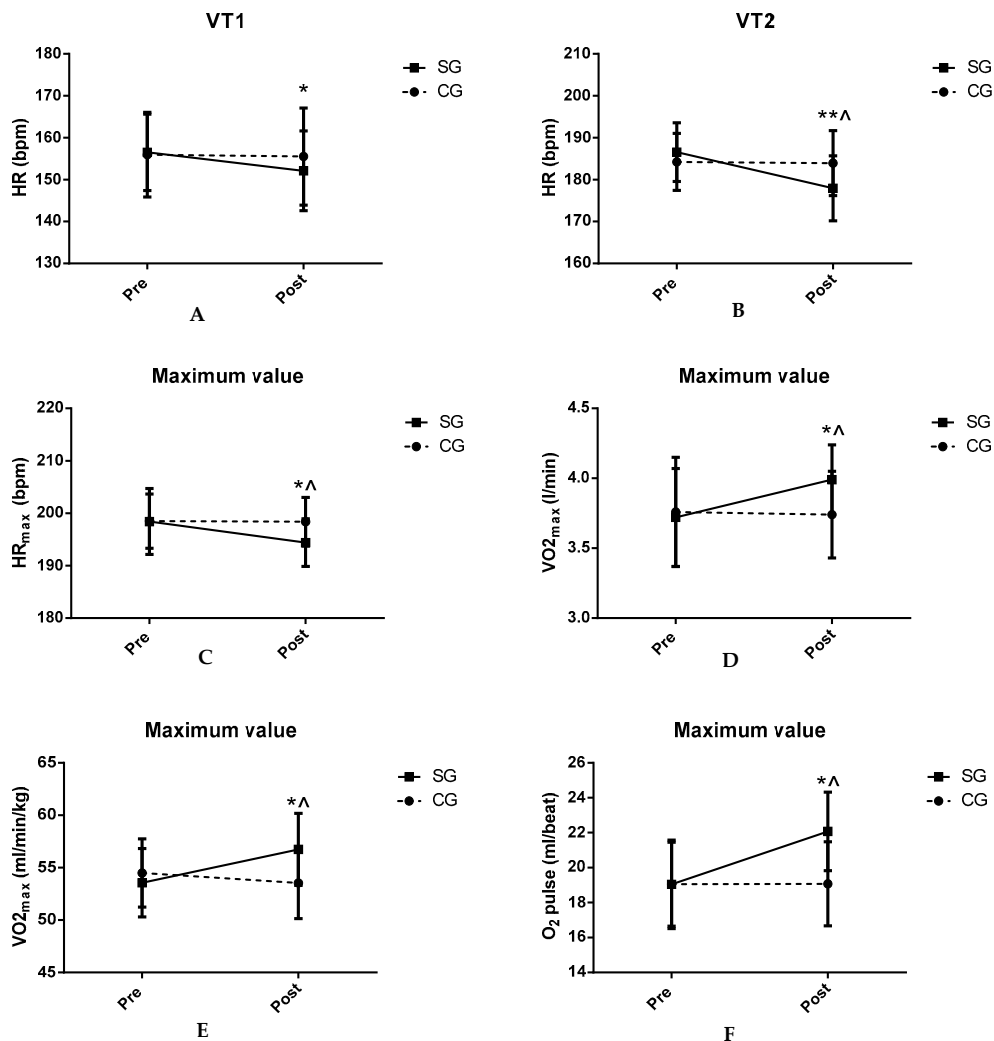 VT1
180
170
160
150
140
130
HR (bpm)
*
SG
CG
Pre
Post
A
VT2
210
200
190
180
170
160
HR (bpm)
**^
SG
CG
Pre
Post
B
Maximum value
220
210
200
190
180
HRmax (bpm)
*^
SG
CG
Pre
Post
C
Maximum value
4.5
4.0
3.5
3.0
VO2max (l/min)
*^
SG
CG
Pre
Post
D
Maximum value
65
60
55
50
45
VO2max (ml/min/kg)
*^
SG
CG
Pre
Post
E
Maximum value
26
24
22
20
18
16
14
O2 pulse (ml/beat)
*^
SG
CG
Pre
Post
F